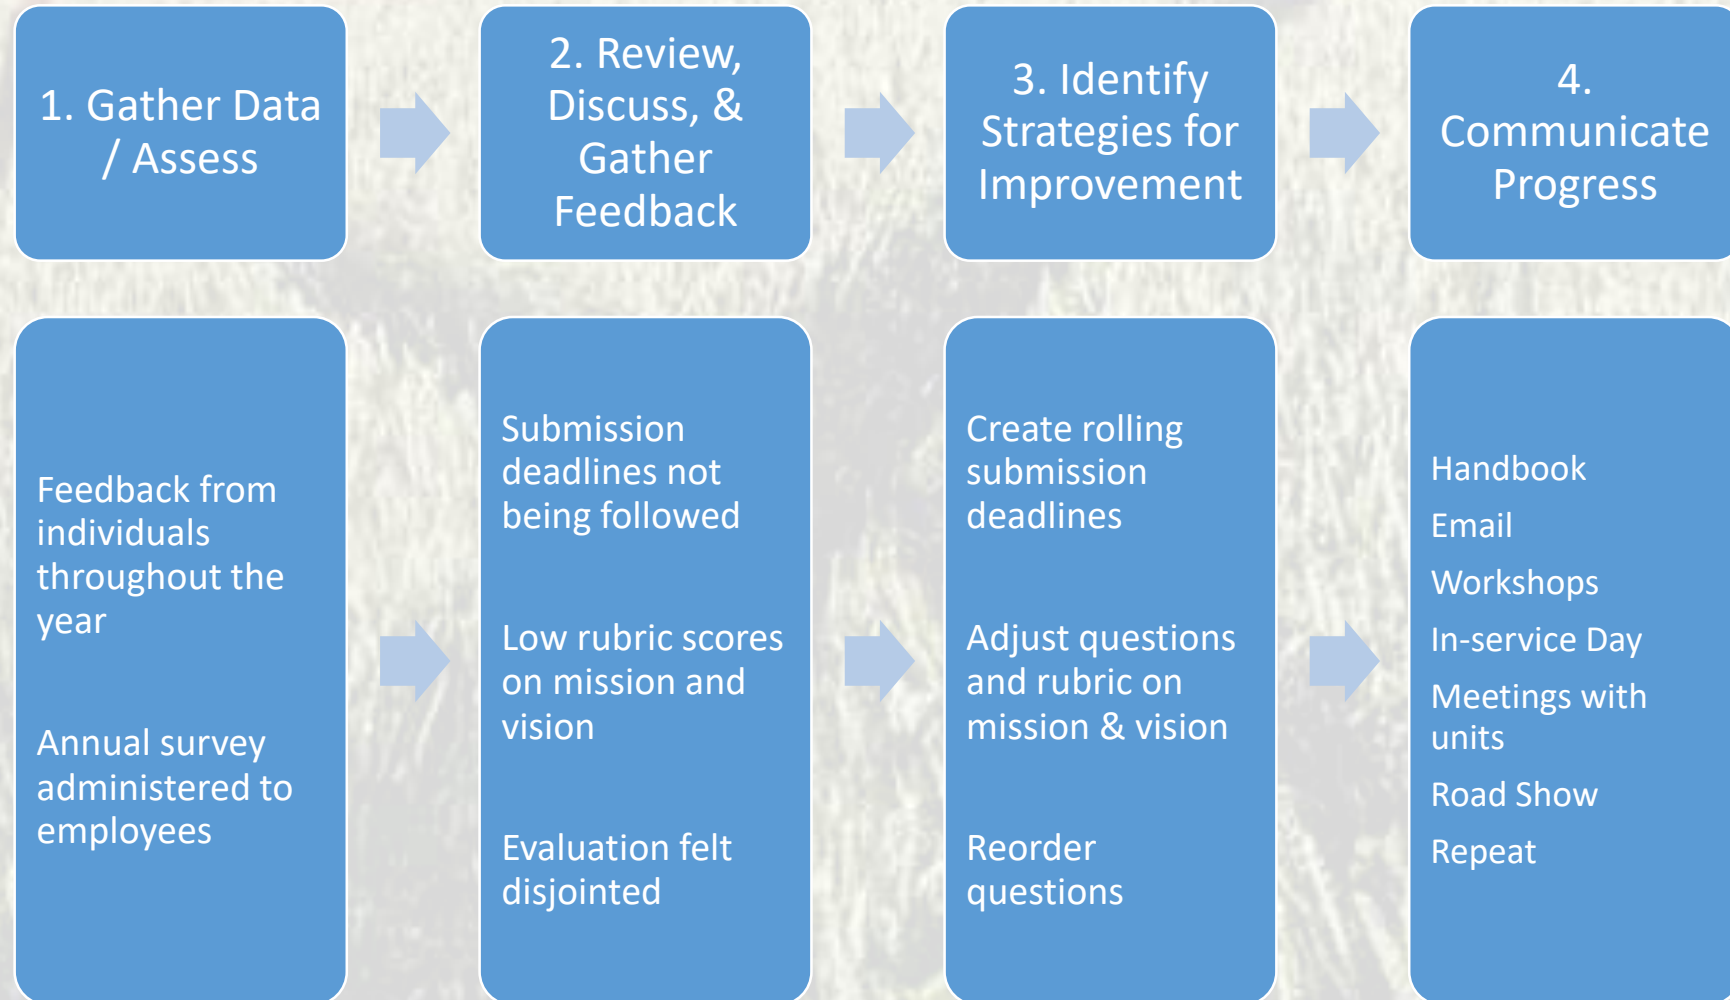 1. Gather Data
/ Assess
2. Review,
Discuss, &
Gather
Feedback
3. Identify
Strategies for
Improvement
4.
Communicate
Progress
Feedback from
individuals
throughout the
year
Annual survey
administered to
employees
Submission
deadlines not
being followed
Low rubric scores
on mission and
vision
Evaluation felt
disjointed
Create rolling
submission
deadlines
Adjust questions
and rubric on
mission & vision
Reorder
questions
Handbook
Email
Workshops
In-service Day
Meetings with
units
Road Show
Repeat